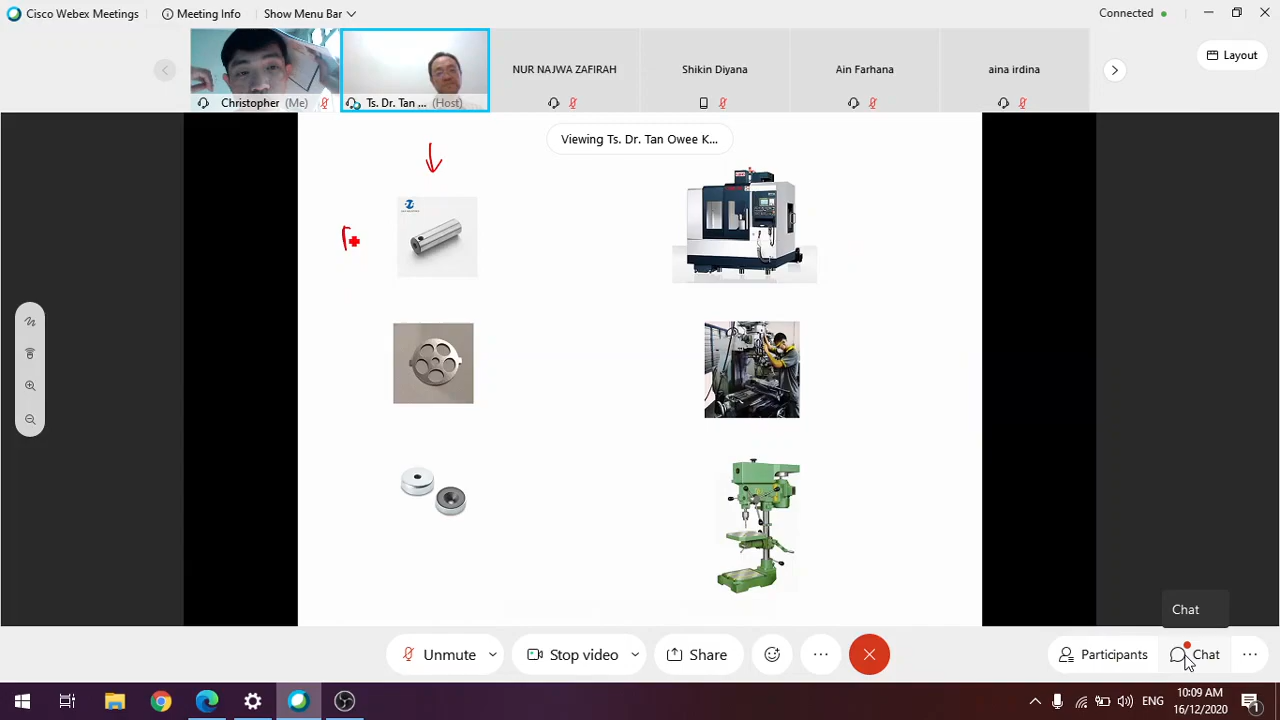 Cisco Webex Meetings
Meeting Info
Show Menu Bar
Connected
Christopher (Me)
Ts. Dr. Tan ... (Host)
NUR NAJWA ZAFIRAH
Shikin Diyana
Ain Farhana
aina irdina
Layout
Viewing Ts. Dr. Tan Owee K...
Chat
Unmute
Stop video
Share
Participants
Chat
ENG
10:09 AM
16/12/2020
1